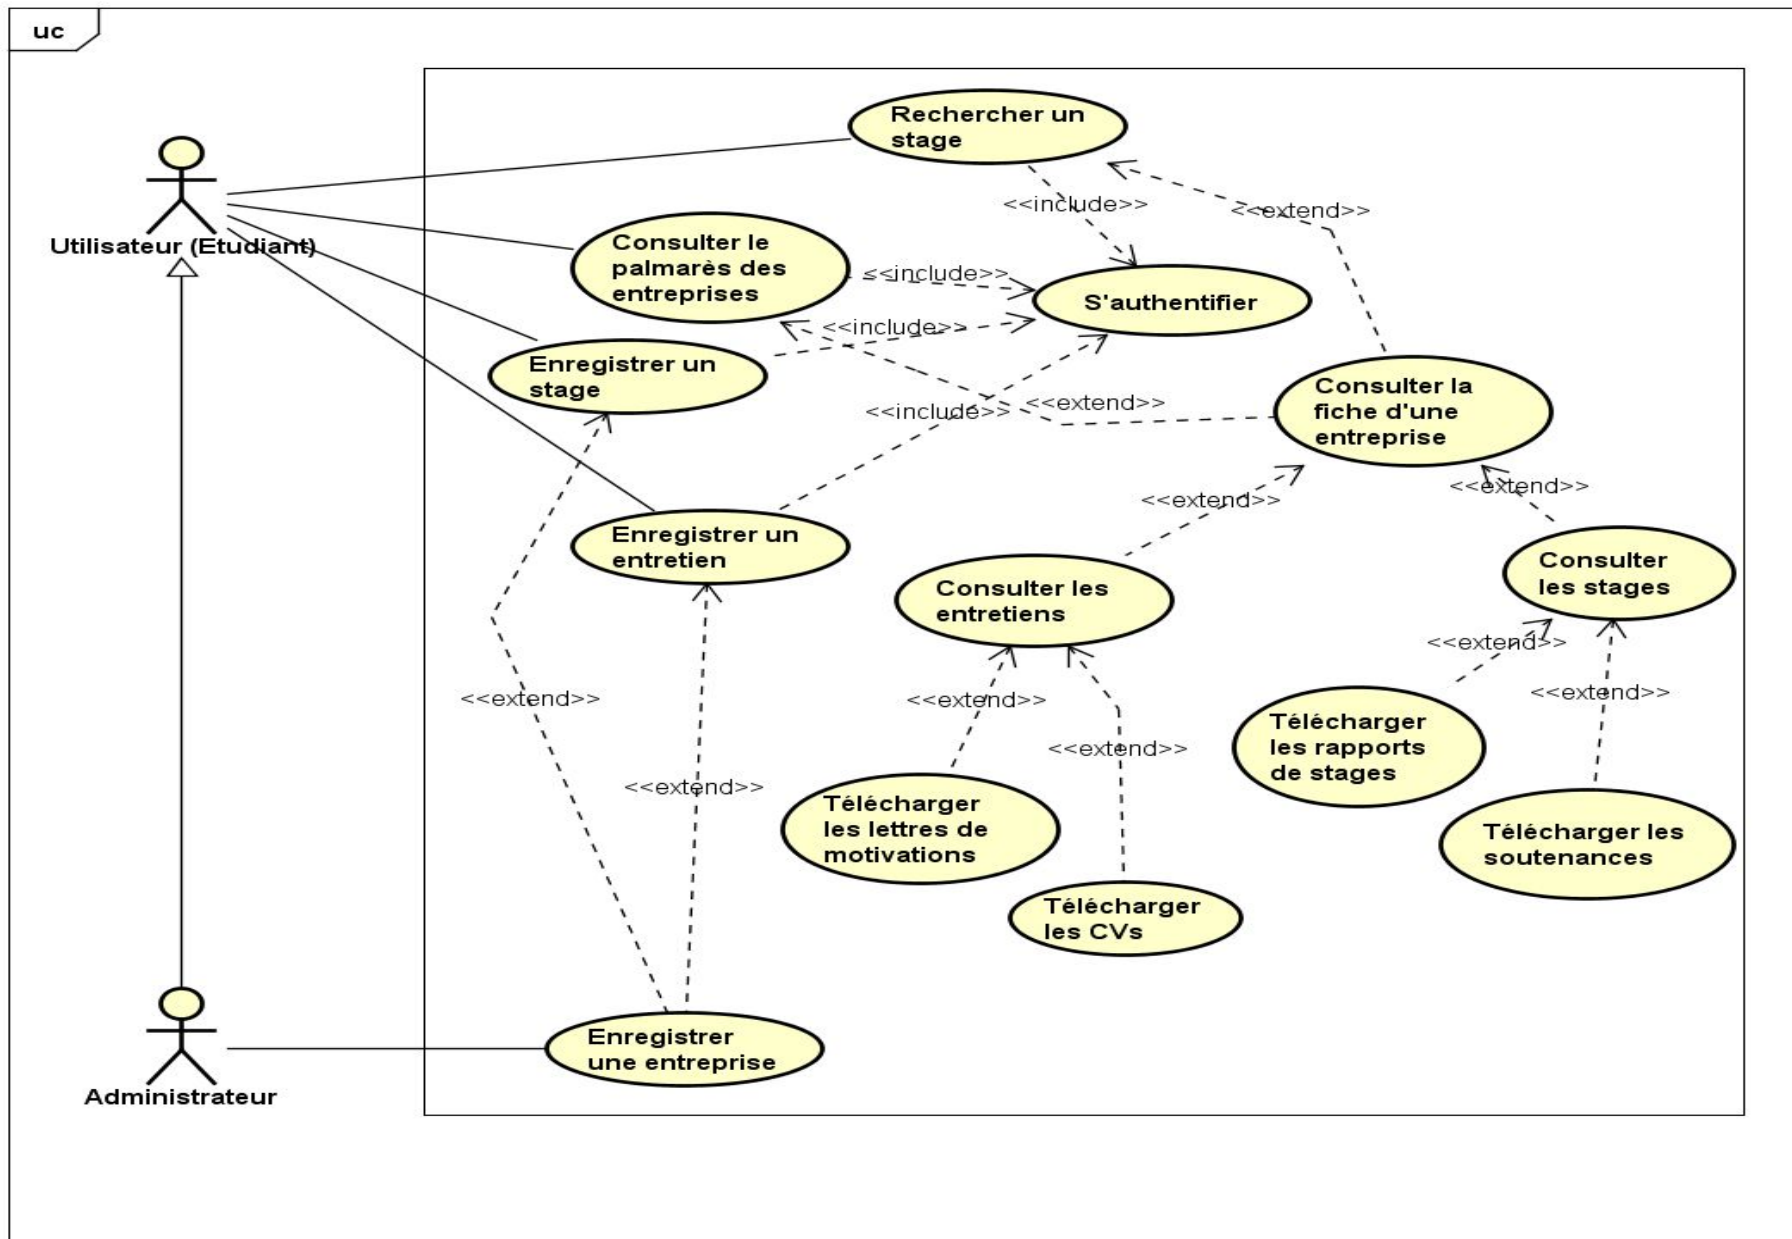 uc
Rechercher un
stage
<<include>>
<<extend>>
Utilisateur (Etudiant)
Consulter le
palmarès des
entreprises
<<include>>
S'authentifier
<<include>>
Enregistrer un
stage
<<include>>
<<extend>>
Consulter la
fiche d'une
entreprise
<<extend>>
<<extend>>
Enregistrer un
entretien
Consulter les
entretiens
Consulter
les stages
<<extend>>
<<extend>>
<<extend>>
<<extend>>
<<extend>>
<<extend>>
Télécharger
les rapports
de stages
Télécharger
les lettres de
motivations
Télécharger les
soutenances
Télécharger
les CVs
Enregistrer
une entreprise
Administrateur